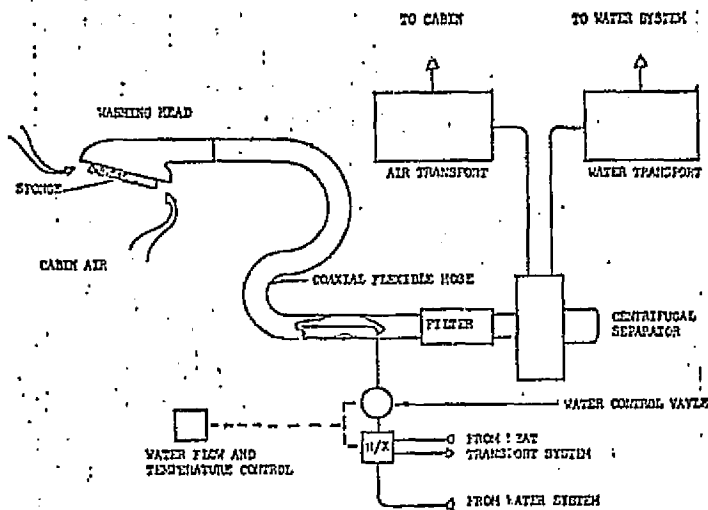 TO CABIN
TO WATER SYSTEM
WASHING HEAD
SPONGE
AIR TRANSPORT
WATER TRANSPORT
CABIN AIR
COAXIAL FLEXIBLE HOSE
FILTER
CENTRIFUGAL
SEPARATOR
WATER CONTROL VAVLE
WATER FLOW AND
TEMPERATURE CONTROL
H/X
FROM HEAT
TRANSPORT SYSTEM
FROM WATER SYSTEM